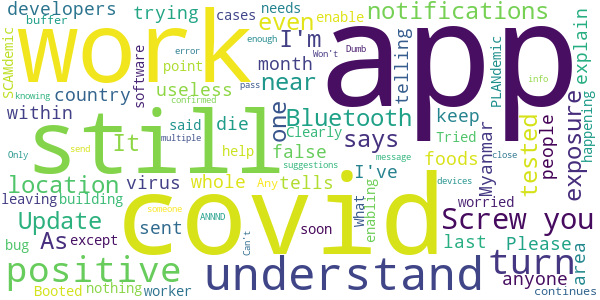 developers trying cases needs enable notifications
buffer
work app
SCAMdemic
software
even
I'm
telling
explain
error enough Won't Dumb
point month
PLANdemic
country useless near
knowing within said die one Bluetooth keep
confirmed pass info
still
Only multiple It Clearly says Tried
false
help suggestions
tested
people
exposure
happening
location virus whole foods
send
tells I've message
Myanmar
close
leaving building Any
covid
someone
What
enabling
worried
Update ANNND Screw you
As sent soon Can't
devices
bug except last Please
area
positive understand turn
nothing anyone
Booted worker continues